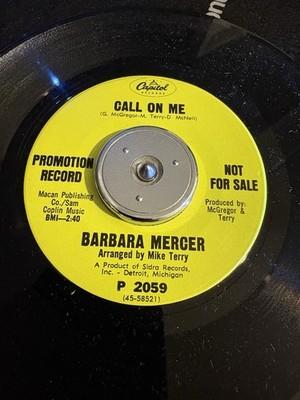 Capitol
RECORDS
CALL ON ME
(G. McGregor-M. Terry-D. McNeil)
PROMOTION
RECORD
NOT
FOR SALE
Macan Publishing
Co./Sam
Coplin Music
BMI—2:40
Produced by:
McGregor &
Terry
BARBARA MERCER
Arranged by Mike Terry
A Product of Sidra Records,
Inc. - Detroit, Michigan
P 2059
(45-58521)